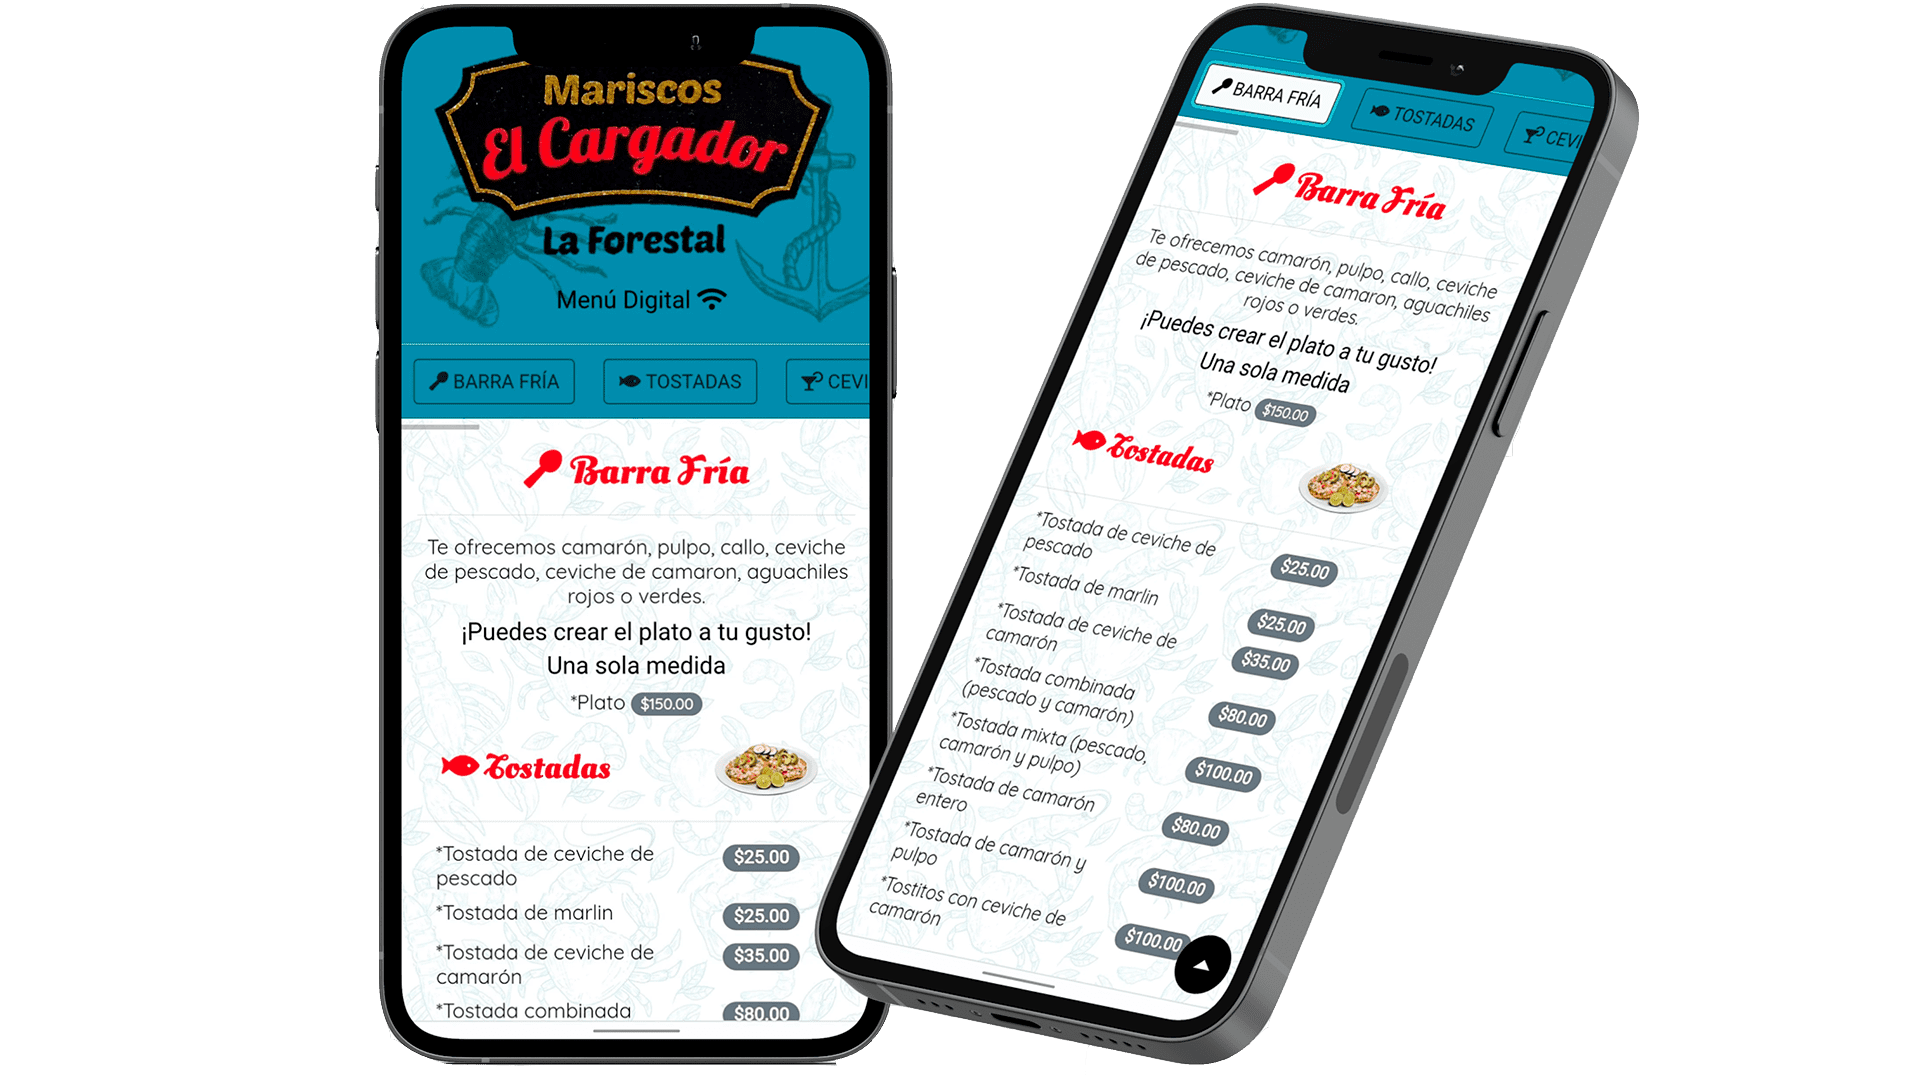 Mariscos
El Cargador
La Forestal
Menú Digital
BARRA FRÍA
TOSTADAS
CEVI
Barra Fría
Te ofrecemos camarón, pulpo, callo, ceviche
de pescado, ceviche de camaron, aguachiles
rojos o verdes.
¡Puedes crear el plato a tu gusto!
Una sola medida
*Plato $150.00
Tostadas
*Tostada de ceviche de
pescado
$25.00
*Tostada de marlin
$25.00
*Tostada de ceviche de
camarón
$35.00
*Tostada combinada
$80.00
BARRA FRÍA
TOSTADAS
CEVI
Barra Fría
Te ofrecemos camarón, pulpo, callo, ceviche
de pescado, ceviche de camaron, aguachiles
rojos o verdes.
¡Puedes crear el plato a tu gusto!
Una sola medida
*Plato $150.00
Tostadas
*Tostada de ceviche de
pescado
$25.00
*Tostada de marlin
$25.00
*Tostada de ceviche de
camarón
$35.00
*Tostada combinada
(pescado y camarón)
$80.00
*Tostada mixta (pescado,
camarón y pulpo)
$100.00
*Tostada de camarón
entero
$80.00
*Tostada de camarón y
pulpo
$100.00
*Tostitos con ceviche de
camarón
$100.00